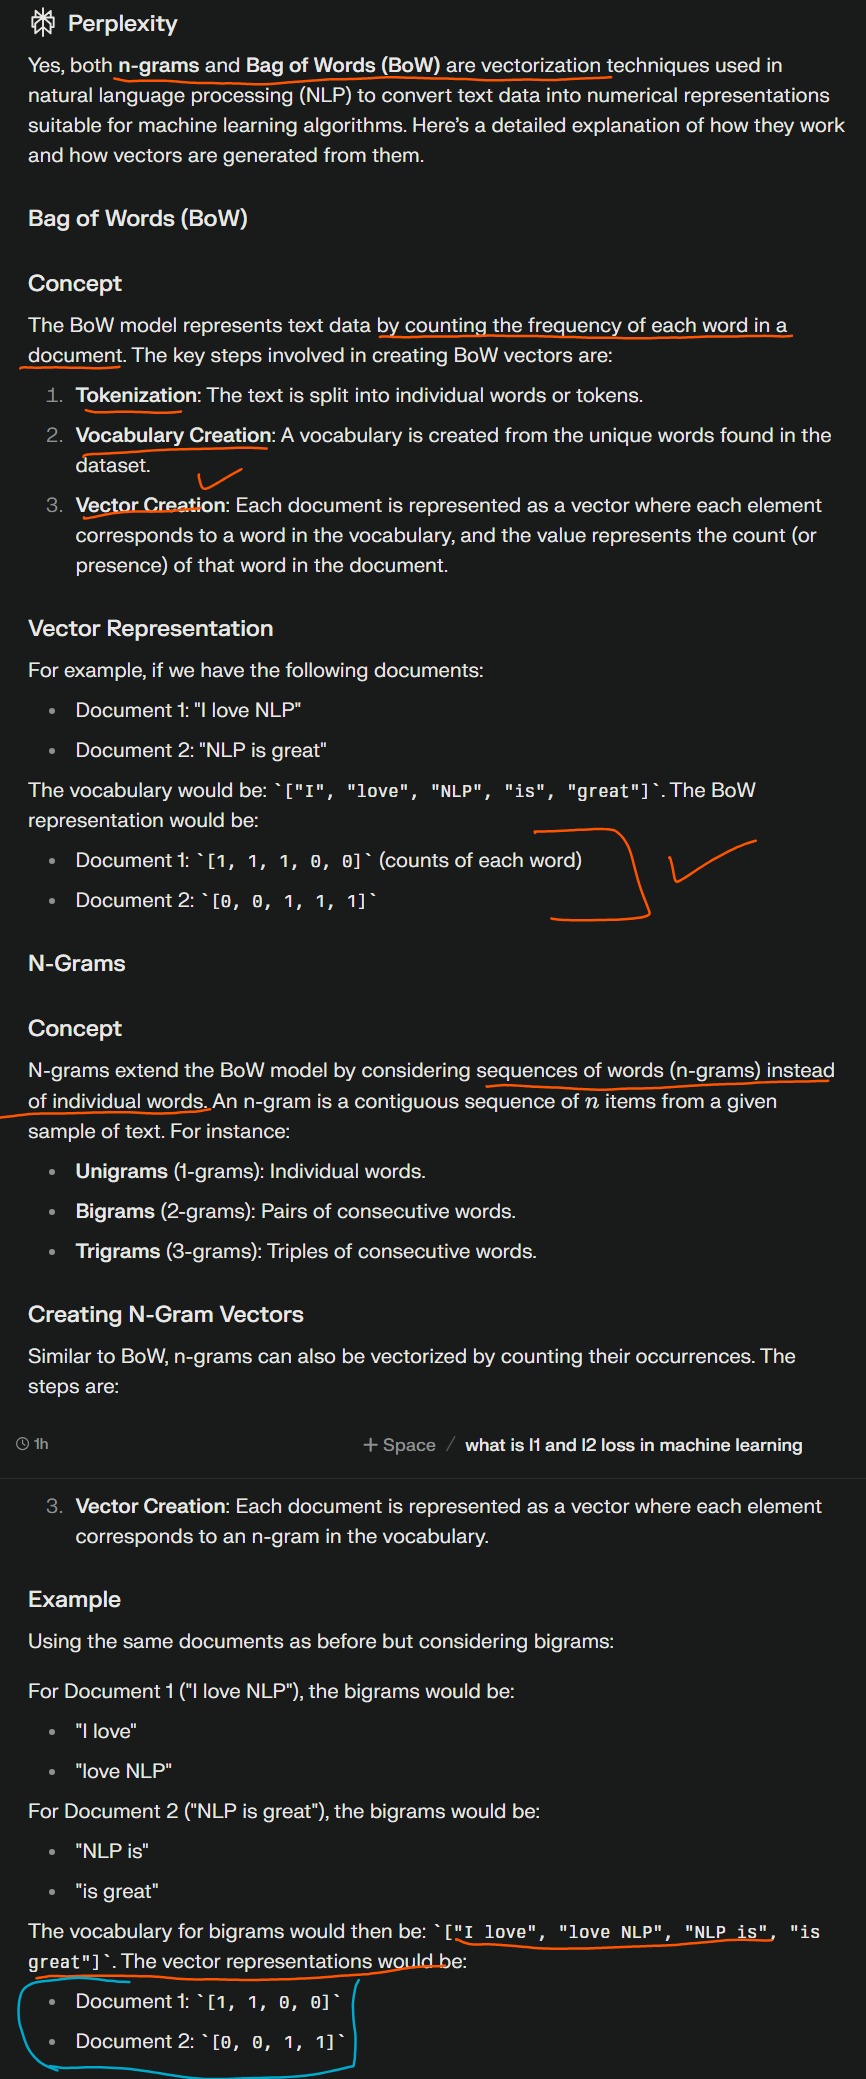 Perplexity
Yes, both n-grams and Bag of Words (BoW) are vectorization techniques used in
natural language processing (NLP) to convert text data into numerical representations
suitable for machine learning algorithms. Here's a detailed explanation of how they work
and how vectors are generated from them.
Bag of Words (BoW)
Concept
The BoW model represents text data by counting the frequency of each word in a
document. The key steps involved in creating BoW vectors are:
1. Tokenization: The text is split into individual words or tokens.
2. Vocabulary Creation: A vocabulary is created from the unique words found in the
dataset.
3. Vector Creation: Each document is represented as a vector where each element
corresponds to a word in the vocabulary, and the value represents the count (or
presence) of that word in the document.
Vector Representation
For example, if we have the following documents:
• Document 1: "I love NLP"
• Document 2: "NLP is great"
The vocabulary would be: `["I", "love", "NLP", "is", "great"]`. The BoW
representation would be:
• Document 1: `[1, 1, 1, 0, 0]` (counts of each word)
• Document 2: `[0, 0, 1, 1, 1]`
N-Grams
Concept
N-grams extend the BoW model by considering sequences of words (n-grams) instead
of individual words. An n-gram is a contiguous sequence of n items from a given
sample of text. For instance:
• Unigrams (1-grams): Individual words.
• Bigrams (2-grams): Pairs of consecutive words.
• Trigrams (3-grams): Triples of consecutive words.
Creating N-Gram Vectors
Similar to BoW, n-grams can also be vectorized by counting their occurrences. The
steps are:
1h + Space / what is l1 and l2 loss in machine learning
3. Vector Creation: Each document is represented as a vector where each element
corresponds to an n-gram in the vocabulary.
Example
Using the same documents as before but considering bigrams:
For Document 1 ("I love NLP"), the bigrams would be:
• "I love"
• "love NLP"
For Document 2 ("NLP is great"), the bigrams would be:
• "NLP is"
• "is great"
The vocabulary for bigrams would then be: `["I love", "love NLP", "NLP is", "is
great"]`. The vector representations would be:
• Document 1: `[1, 1, 0, 0]`
• Document 2: `[0, 0, 1, 1]`